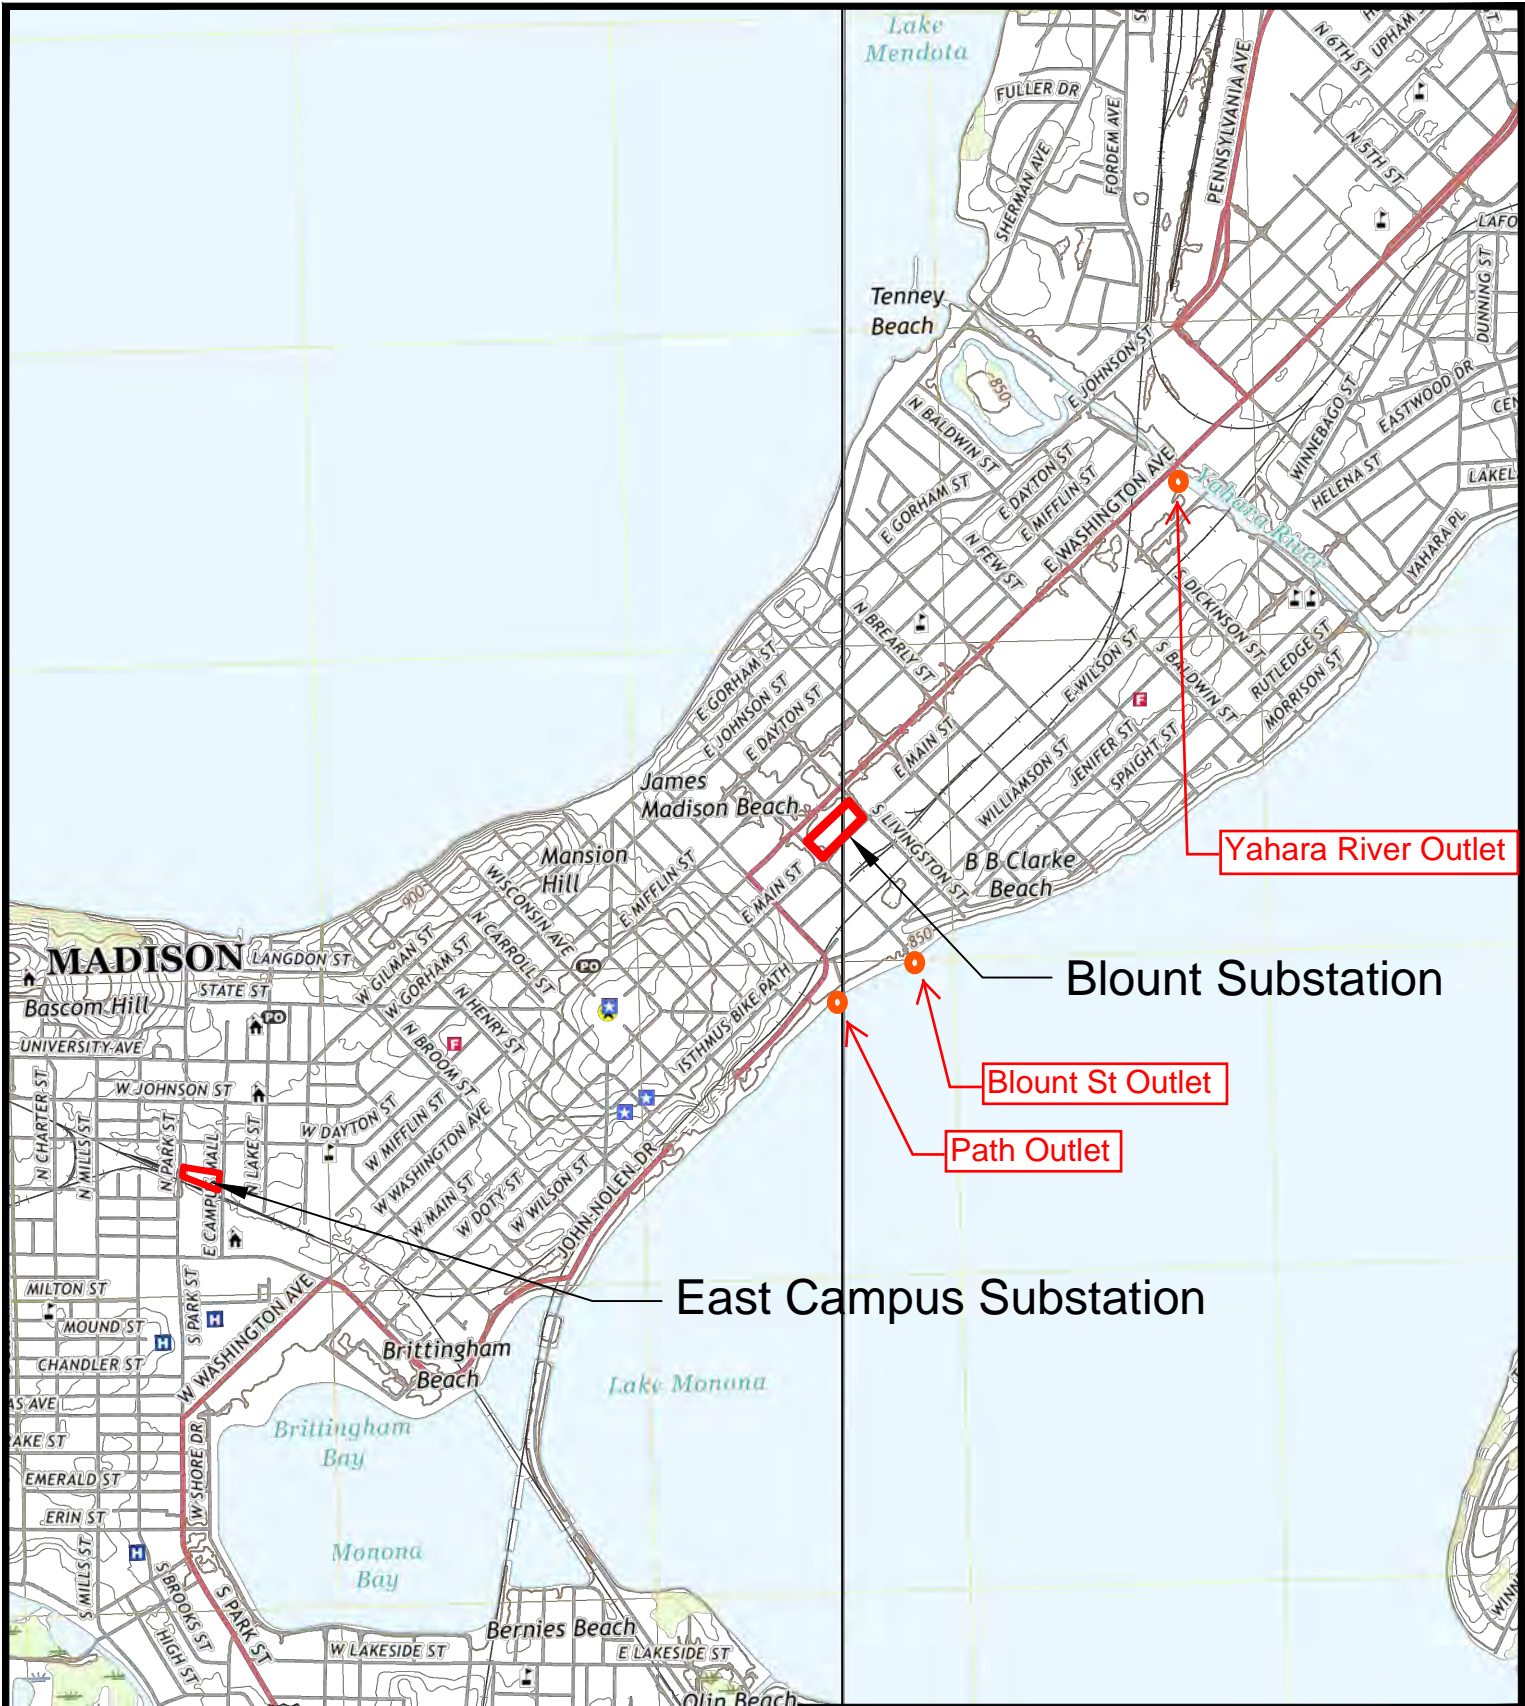 Lake
Mendota
FULLER DR
FORDEM AVE
SHERMAN AVE
PENNSYLVANIA AVE
N 6TH ST
UPHAM
N 5TH ST
DUNNING ST
Tenney
Beach
850
E JOHNSON ST
N BALDWIN ST
E GORHAM ST
E DAYTON ST
E MIFFLIN ST
N FEW ST
E WASHINGTON AVE
Yahara River
WINNEBAGO ST
EASTWOOD DR
HELENA ST
YAHARA PL
N BREARLY ST
S DICKINSON ST
S BALDWIN ST
RUTLEDGE ST
MORRISON ST
E WILSON ST
JENIFER ST
SPAIGHT ST
WILLIAMSON ST
F
E GORHAM ST
E JOHNSON ST
E DAYTON ST
E MAIN ST
James
Madison Beach
S LIVINGSTON ST
B B Clarke
Beach
Yahara River Outlet
Mansion
Hill
E MIFFLIN ST
E MAIN ST
WISCONSIN AVE
N CARROLL ST
900
850
MADISON
LANGDON ST
STATE ST
Bascom Hill
W GILMAN ST
W GORHAM ST
N HENRY ST
N BROOM ST
PO
PO
F
ISTHMUS BIKE PATH
Blount Substation
UNIVERSITY AVE
W JOHNSON ST
N CHARTER ST
N MILLS ST
N PARK ST
E CAMPUS MALL
N LAKE ST
W DAYTON ST
W MIFFLIN ST
W WASHINGTON AVE
W MAIN ST
W DOTY ST
W WILSON ST
JOHN NOLEN DR
Blount St Outlet
Path Outlet
East Campus Substation
MILTON ST
MOUND ST
CHANDLER ST
S PARK ST
H
H
W WASHINGTON AVE
Brittingham
Beach
Lake Monona
Brittingham
Bay
W SHORE DR
EMERALD ST
ERIN ST
H
S MILLS ST
S BROOKS ST
HIGH ST
S PARK ST
Monona
Bay
Bernies Beach
W LAKESIDE ST
E LAKESIDE ST
Olin Beach